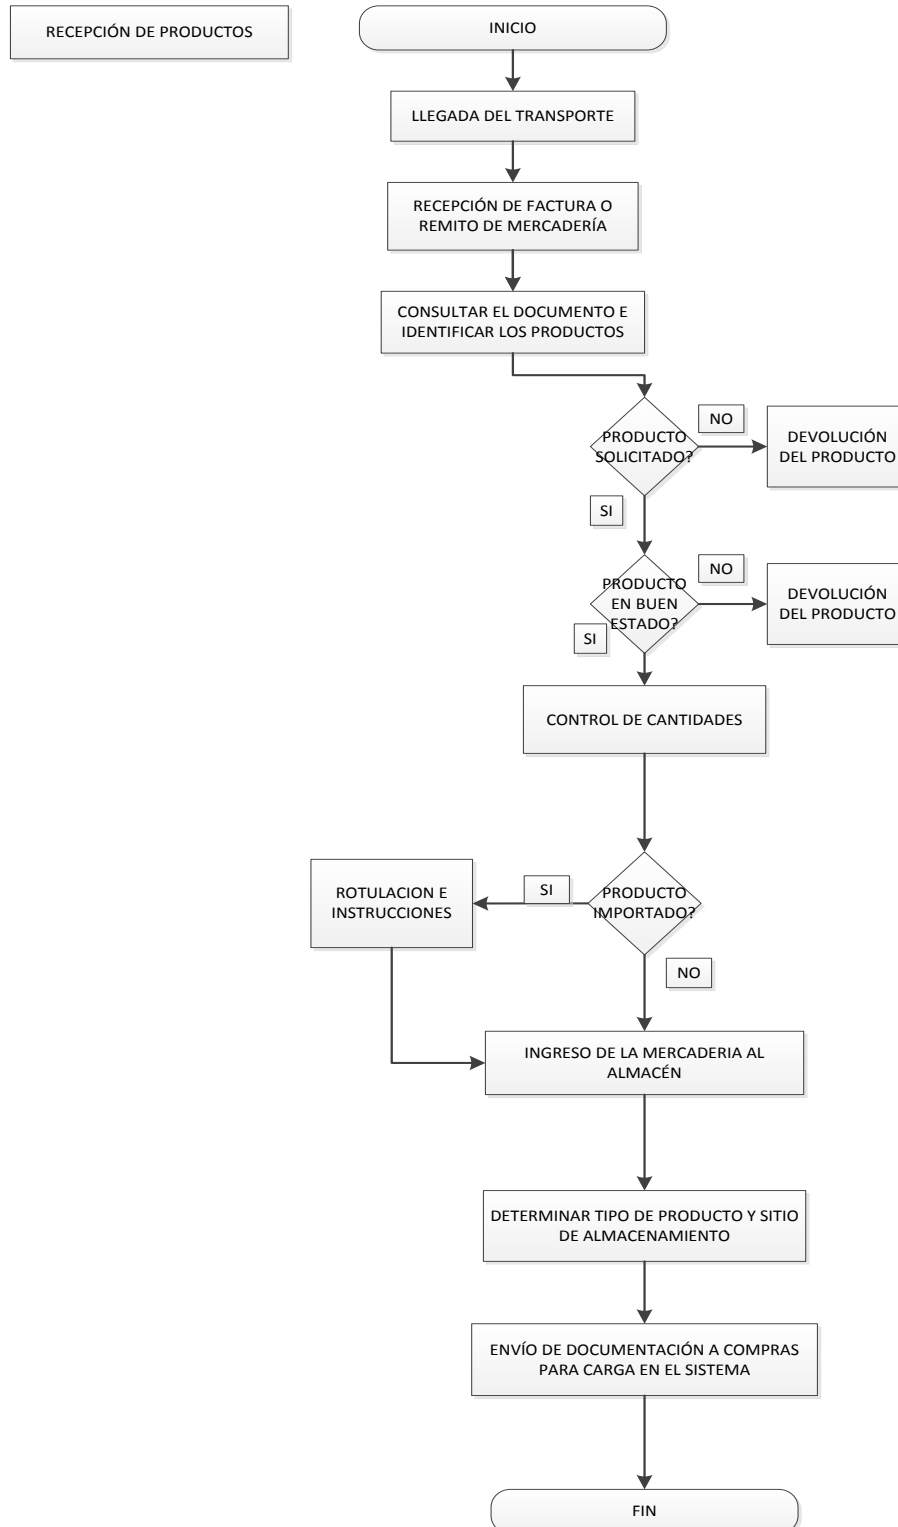 RECEPCIÓN DE PRODUCTOS
INICIO
LLEGADA DEL TRANSPORTE
RECEPCIÓN DE FACTURA O
REMITO DE MERCADERÍA
CONSULTAR EL DOCUMENTO E
IDENTIFICAR LOS PRODUCTOS
PRODUCTO
SOLICITADO?
NO
DEVOLUCIÓN
DEL PRODUCTO
SI
PRODUCTO
EN BUEN
ESTADO?
NO
DEVOLUCIÓN
DEL PRODUCTO
SI
CONTROL DE CANTIDADES
PRODUCTO
IMPORTADO?
SI
ROTULACION E
INSTRUCCIONES
NO
INGRESO DE LA MERCADERIA AL
ALMACÉN
DETERMINAR TIPO DE PRODUCTO Y SITIO
DE ALMACENAMIENTO
ENVÍO DE DOCUMENTACIÓN A COMPRAS
PARA CARGA EN EL SISTEMA
FIN